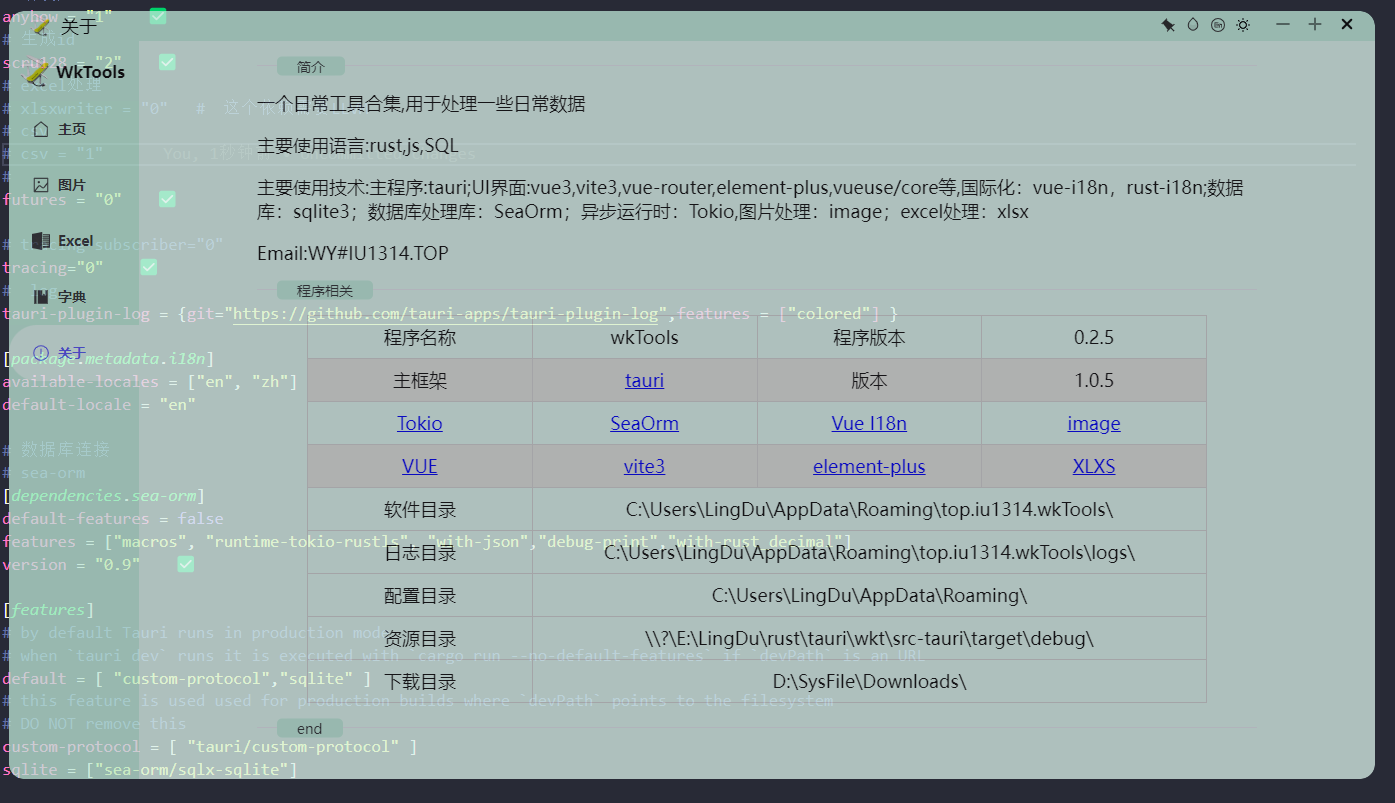 anyhow = "1"
关于
# 生成id
scru128 = "2"
WkTools
# excel处理
# xlsxwriter = "0" # 这个依
主页
# csv = "1" You, 1秒
图片
futures = "0"
Excel
# tracing-subscriber="0"
tracing="0"
字典
tauri-plugin-log = {git="https://github.com/tauri-apps/tauri-plugin-log",features = ["colored"] }
关于
[package.metadata.i18n]
available-locales = ["en", "zh"]
default-locale = "en"
# 数据库连接
# sea-orm
[dependencies.sea-orm]
default-features = false
features = ["macros", "runtime-tokio-rustls", "with-json","debug-print","with-rust_decimal"]
version = "0.9"
[features]
# by default Tauri runs in production mode
# when `tauri dev` runs it is executed with `cargo run --no-default-features` if `devPath` is an URL
default = [ "custom-protocol","sqlite" ]
# this feature is used used for production builds where `devPath` points to the filesystem
# DO NOT remove this
custom-protocol = [ "tauri/custom-protocol" ]
sqlite = ["sea-orm/sqlx-sqlite"]
简介
一个日常工具合集,用于处理一些日常数据
主要使用语言:rust,js,SQL
主要使用技术:主程序:tauri;UI界面:vue3,vite3,vue-router,element-plus,vueuse/core等,国际化：vue-i18n，rust-i18n;数据
库：sqlite3；数据库处理库：SeaOrm；异步运行时：Tokio,图片处理：image；excel处理：xlsx
Email:WY#IU1314.TOP
程序相关
程序名称 wkTools 程序版本 0.2.5
主框架 tauri 版本 1.0.5
Tokio SeaOrm Vue I18n image
VUE vite3 element-plus XLXS
软件目录 C:\Users\LingDu\AppData\Roaming\top.iu1314.wkTools\
日志目录 C:\Users\LingDu\AppData\Roaming\top.iu1314.wkTools\logs\
配置目录 C:\Users\LingDu\AppData\Roaming\
资源目录 \\?\E:\LingDu\rust\tauri\wkt\src-tauri\target\debug\
下载目录 D:\SysFile\Downloads\
end